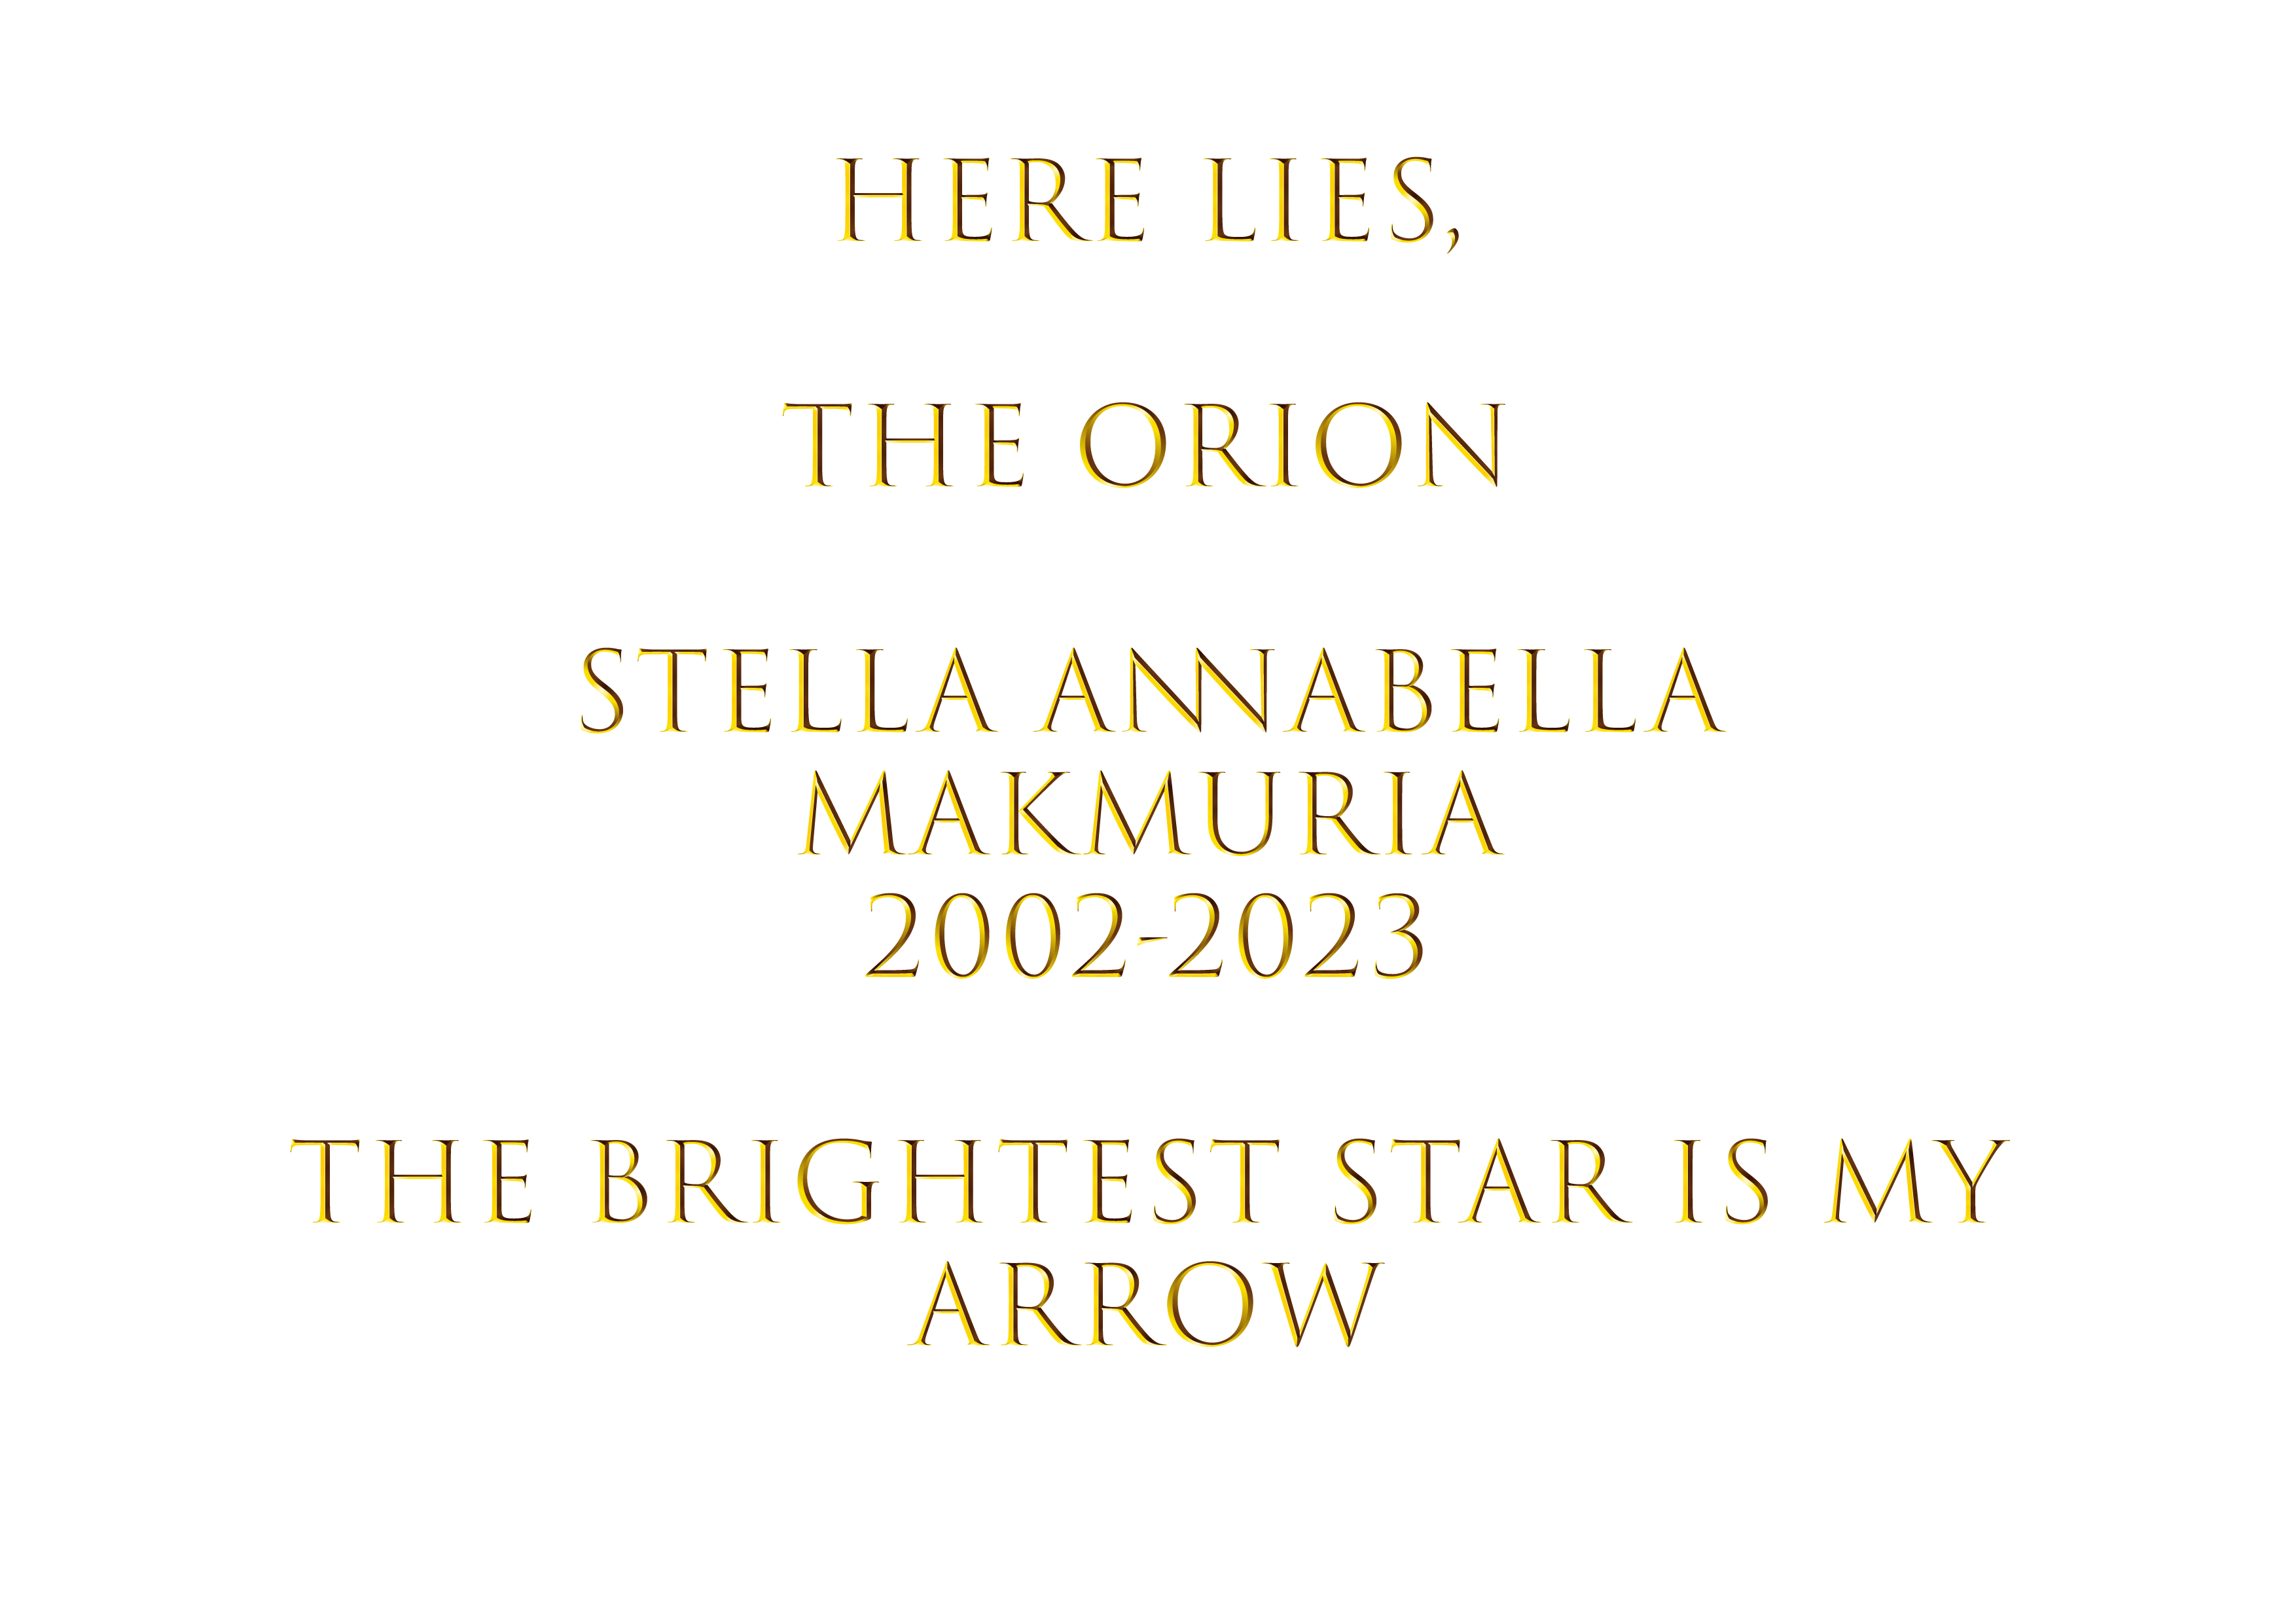 HERE LIES,
THE ORION
STELLA ANNABELLA
MAKMURIA
2002-2023
THE BRIGHTEST STAR IS MY
ARROW